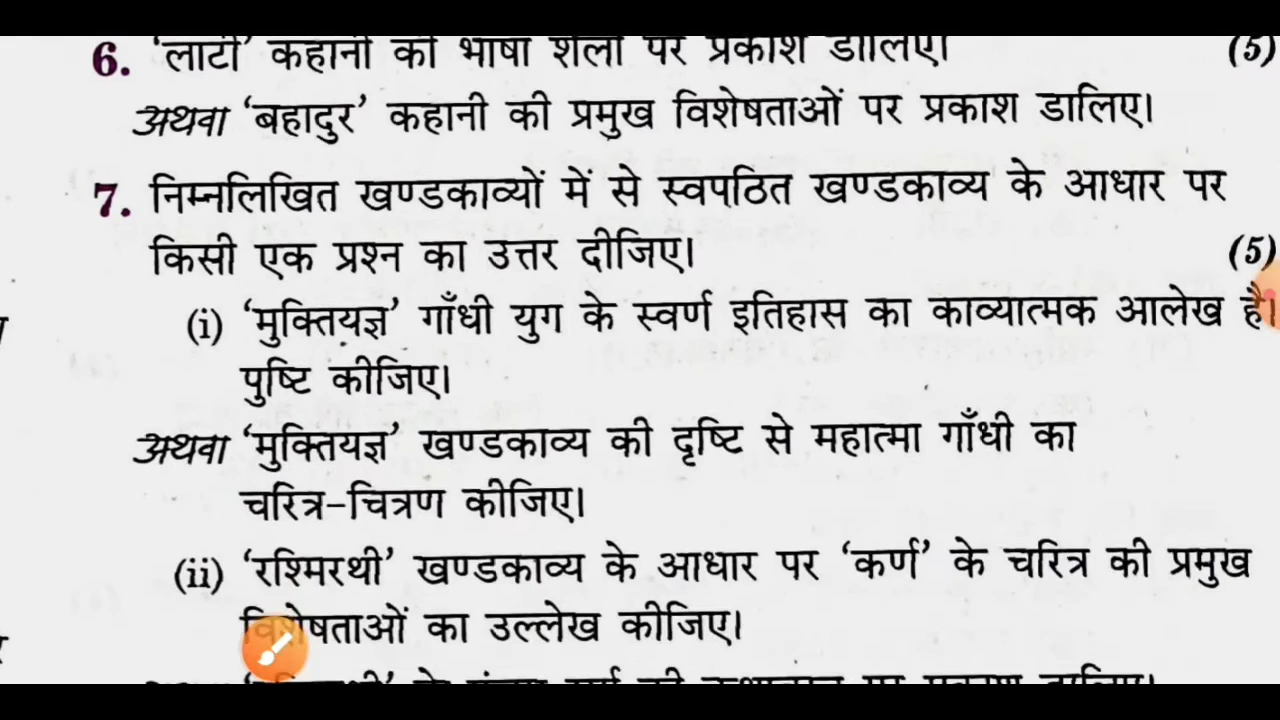 6. 'लाटी' कहानी की भाषा शैली पर प्रकाश डालिए। (5)
अथवा 'बहादुर' कहानी की प्रमुख विशेषताओं पर प्रकाश डालिए।
7. निम्नलिखित खण्डकाव्यों में से स्वपठित खण्डकाव्य के आधार पर
किसी एक प्रश्न का उत्तर दीजिए। (5)
(i) 'मुक्तियज्ञ' गाँधी युग के स्वर्ण इतिहास का काव्यात्मक आलेख है।
पुष्टि कीजिए।
अथवा 'मुक्तियज्ञ' खण्डकाव्य की दृष्टि से महात्मा गाँधी का
चरित्र-चित्रण कीजिए।
(ii) 'रश्मिरथी' खण्डकाव्य के आधार पर 'कर्ण' के चरित्र की प्रमुख
विशेषताओं का उल्लेख कीजिए।